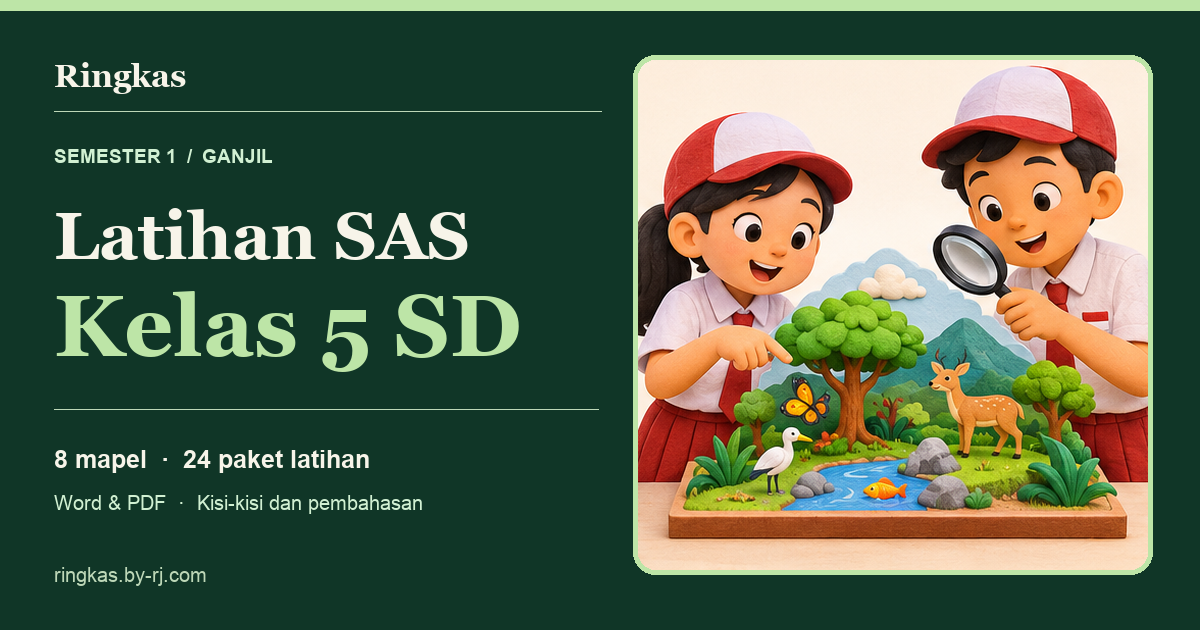 Ringkas
SEMESTER 1 / GANJIL
Latihan SAS
Kelas 5 SD
8 mapel · 24 paket latihan
Word & PDF · Kisi-kisi dan pembahasan
ringkas.by-rj.com